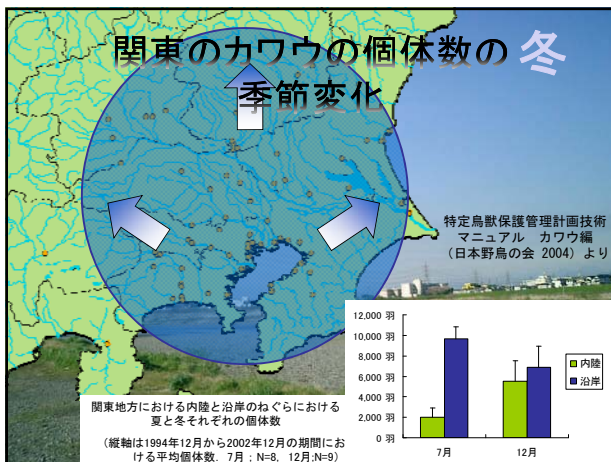 関東のカワウの個体数の 冬
季節変化
特定鳥獣保護管理計画技術
マニュアル　カワウ編
（日本野鳥の会 2004）より
12,000 羽
10,000 羽
8,000 羽
6,000 羽
4,000 羽
2,000 羽
0 羽
7月
12月
内陸
沿岸
関東地方における内陸と沿岸のねぐらにおける
夏と冬それぞれの個体数
（縦軸は1994年12月から2002年12月の期間にお
ける平均個体数．7月；N=8，12月;N=9）